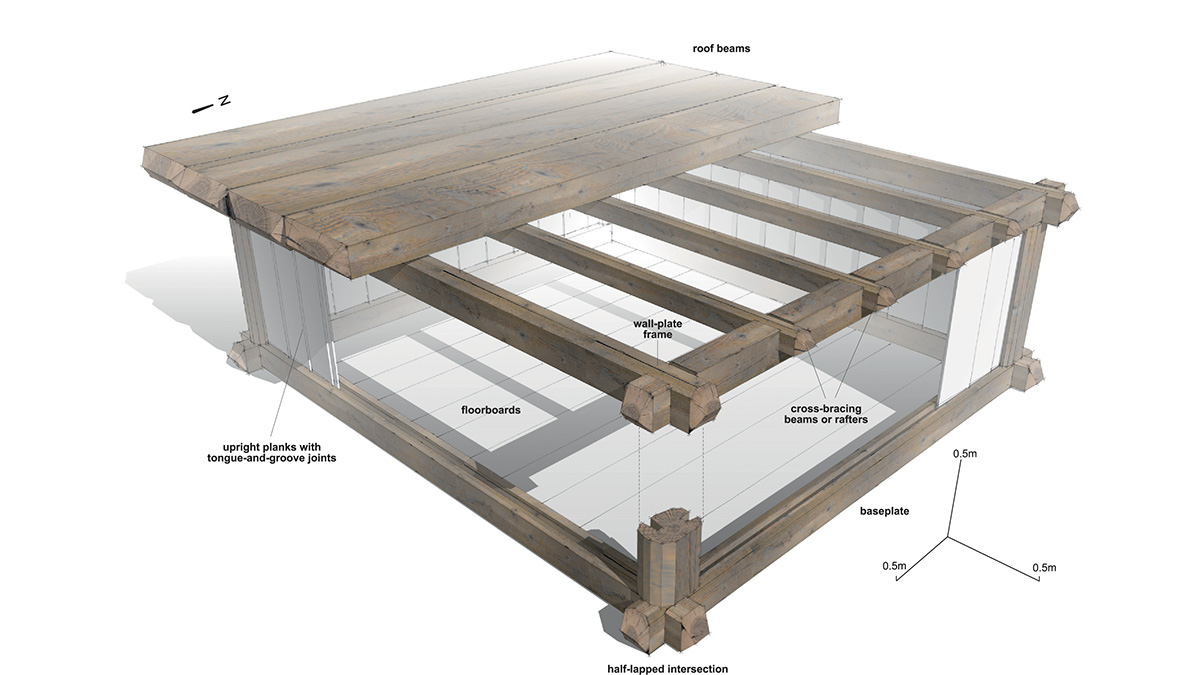 roof beams
N
wall-plate
frame
floorboards
cross-bracing
beams or rafters
upright planks with
tongue-and-groove joints
0.5m
baseplate
0.5m
0.5m
half-lapped intersection